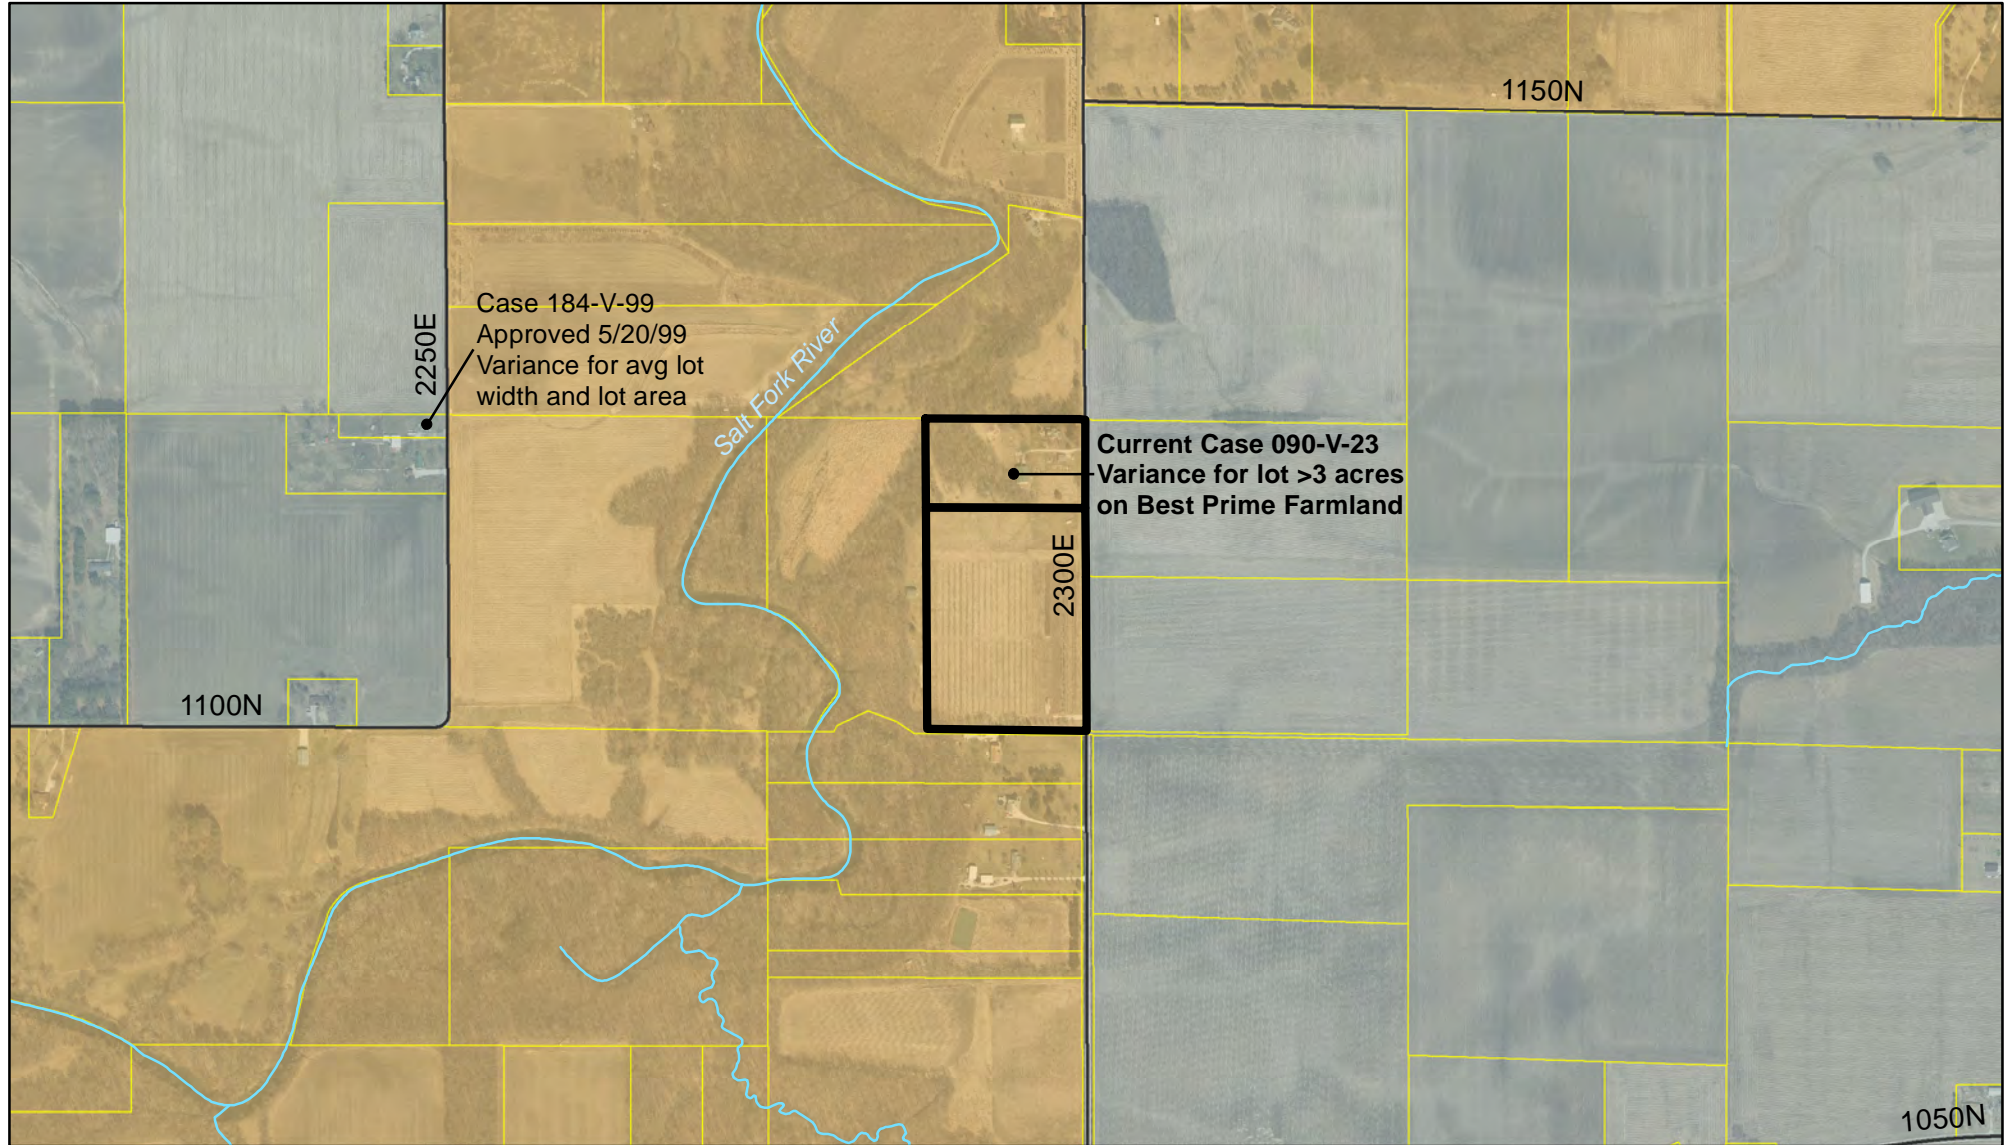 1150N
Case 184-V-99
Approved 5/20/99
Variance for avg lot
width and lot area
2250E
Salt Fork River
Current Case 090-V-23
Variance for lot >3 acres
on Best Prime Farmland
2300E
1100N
1050N